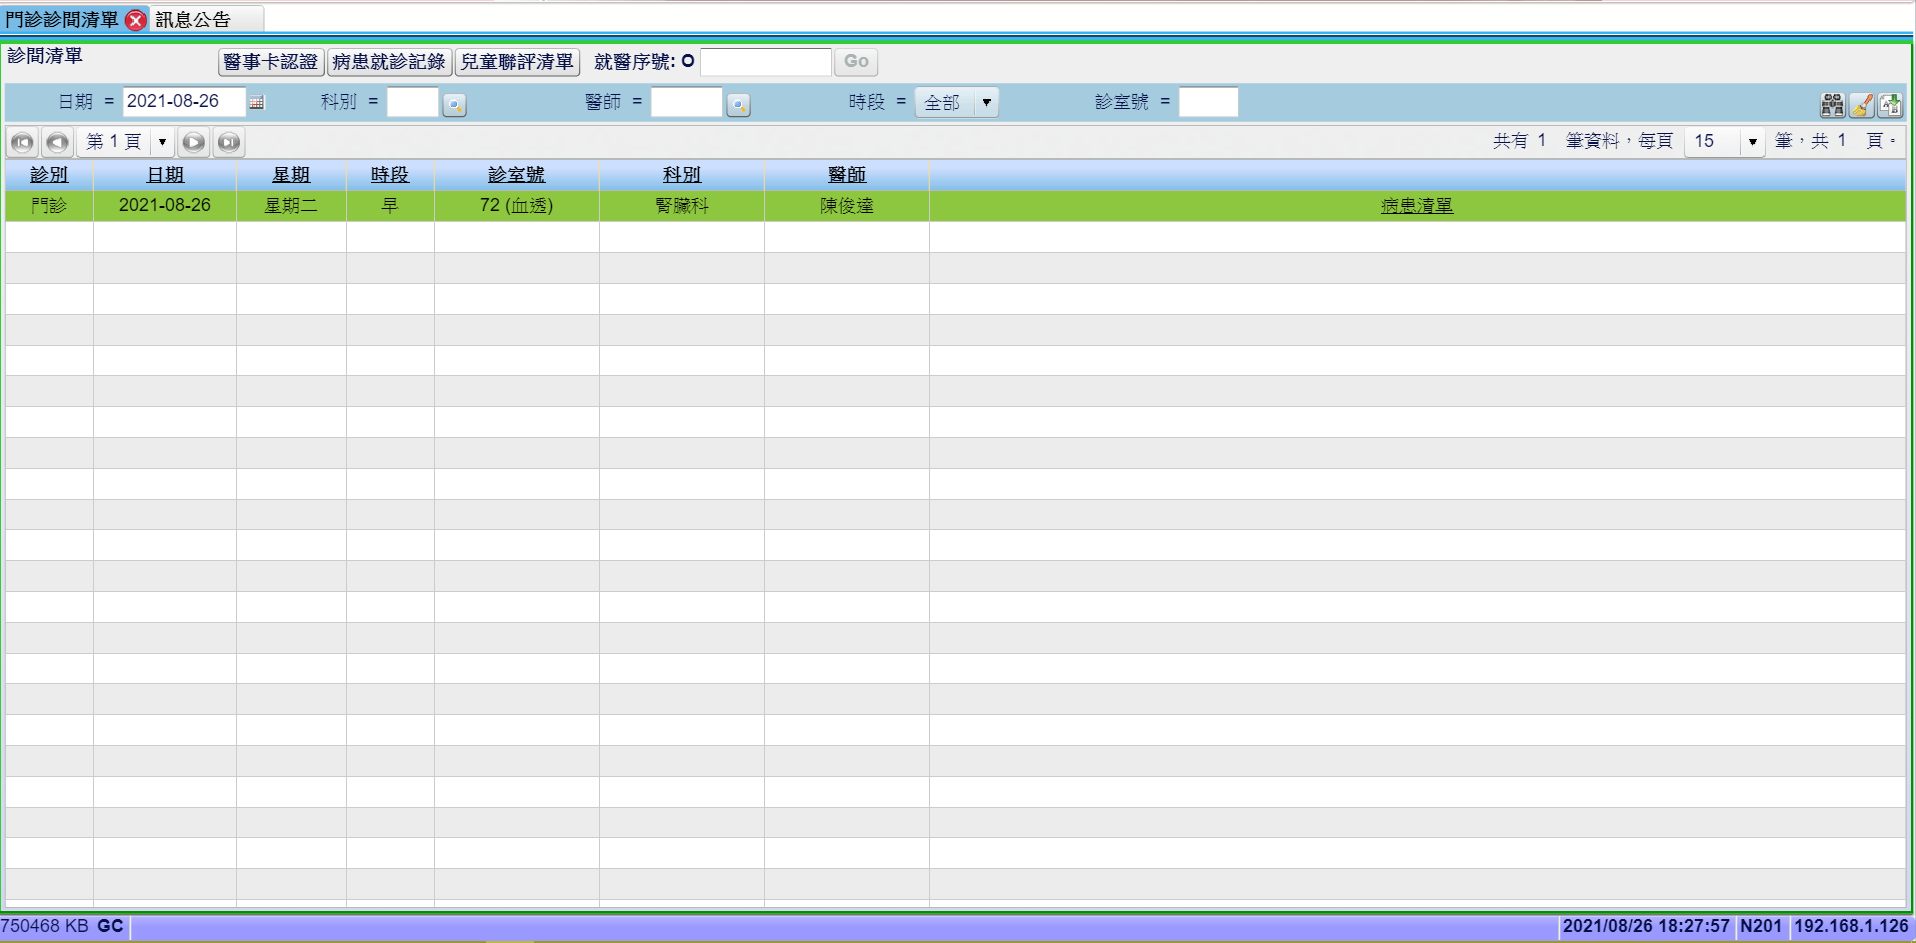 門診診間清單 訊息公告
診間清單 醫事卡認證 病患就診記錄 兒童聯評清單 就醫序號: O Go
日期 = 2021-08-26 科別 = 醫師 = 時段 = 全部 診室號 =
第 1 頁 共有 1 筆資料,每頁 15 筆,共 1 頁。
診別 日期 星期 時段 診室號 科別 醫師
門診 2021-08-26 星期二 早 72 (血透) 腎臟科 陳俊達 病患清單
750468 KB GC 2021/08/26 18:27:57 N201 192.168.1.126